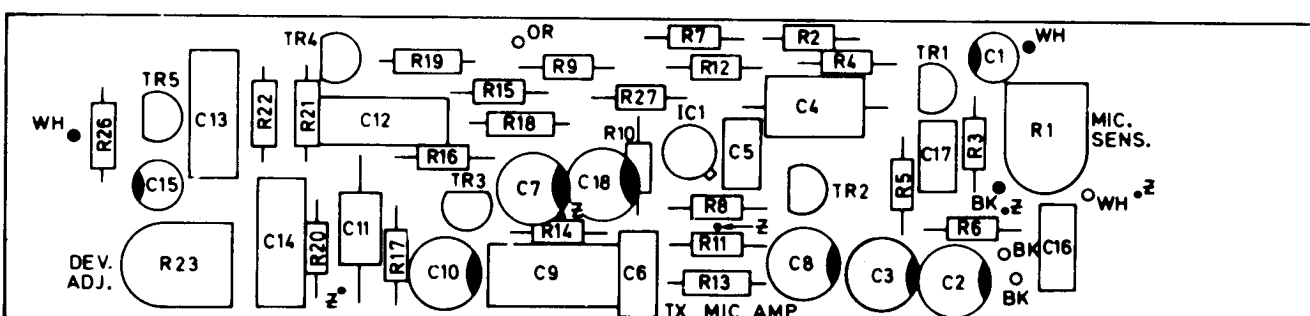 OR
R7
R2
WH
TR4
R19
R9
R12
R4
TR1
C1
TR5
C13
R22
R21
C12
R15
R27
IC1
C4
R1
MIC.
SENS.
WH
R26
R18
R10
C5
C17
R3
R16
C15
TR3
C7
C18
TR2
R5
BK
Z
WH
Z
R8
Z
R14
Z
R11
R6
C16
BK
BK
C14
R20
C11
R17
C10
C9
C6
R13
C8
C3
C2
DEV.
ADJ.
R23
Z
TX MIC AMP